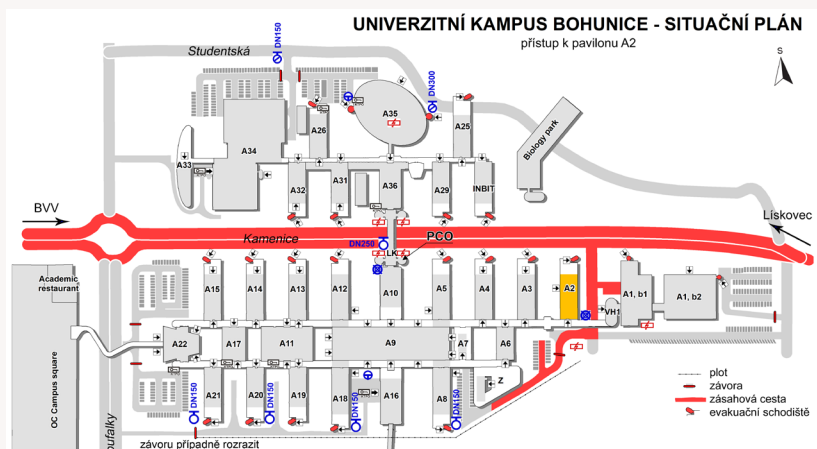 UNIVERZITNÍ KAMPUS BOHUNICE - SITUAČNÍ PLÁN
přístup k pavilonu A2
S
Studentská
DN150
DN300
A35
A26
A25
A34
A33
Biology park
A32
A31
A36
A29
INBIT
BVV
Liskovec
Kamenice
DN250
PCO
LK
Academic
restaurant
A15
A14
A13
A12
A10
A5
A4
A3
A2
A1, b1
A1, b2
VH1
A22
A17
A11
A9
A7
A6
OC Campus square
Z
DN150
A21
A20
DN150
A19
A18
DN150
A16
A8
DN150
oufalky
plot
závora
zásahová cesta
evakuační schodiště
závoru případně rozrazit